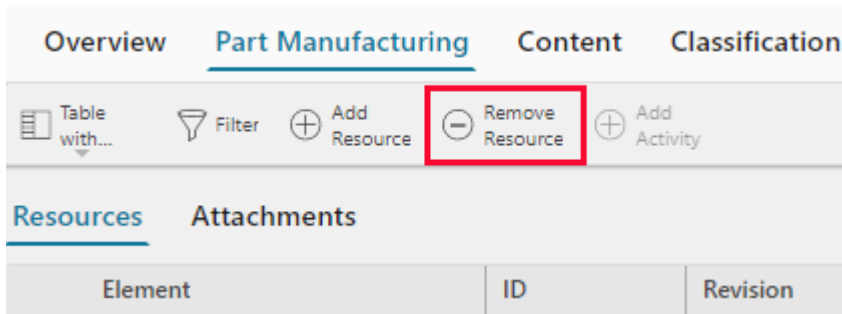 Overview Part Manufacturing Content Classification
Table with... Filter Add Resource Remove Resource Add Activity
Resources Attachments
Element ID Revision